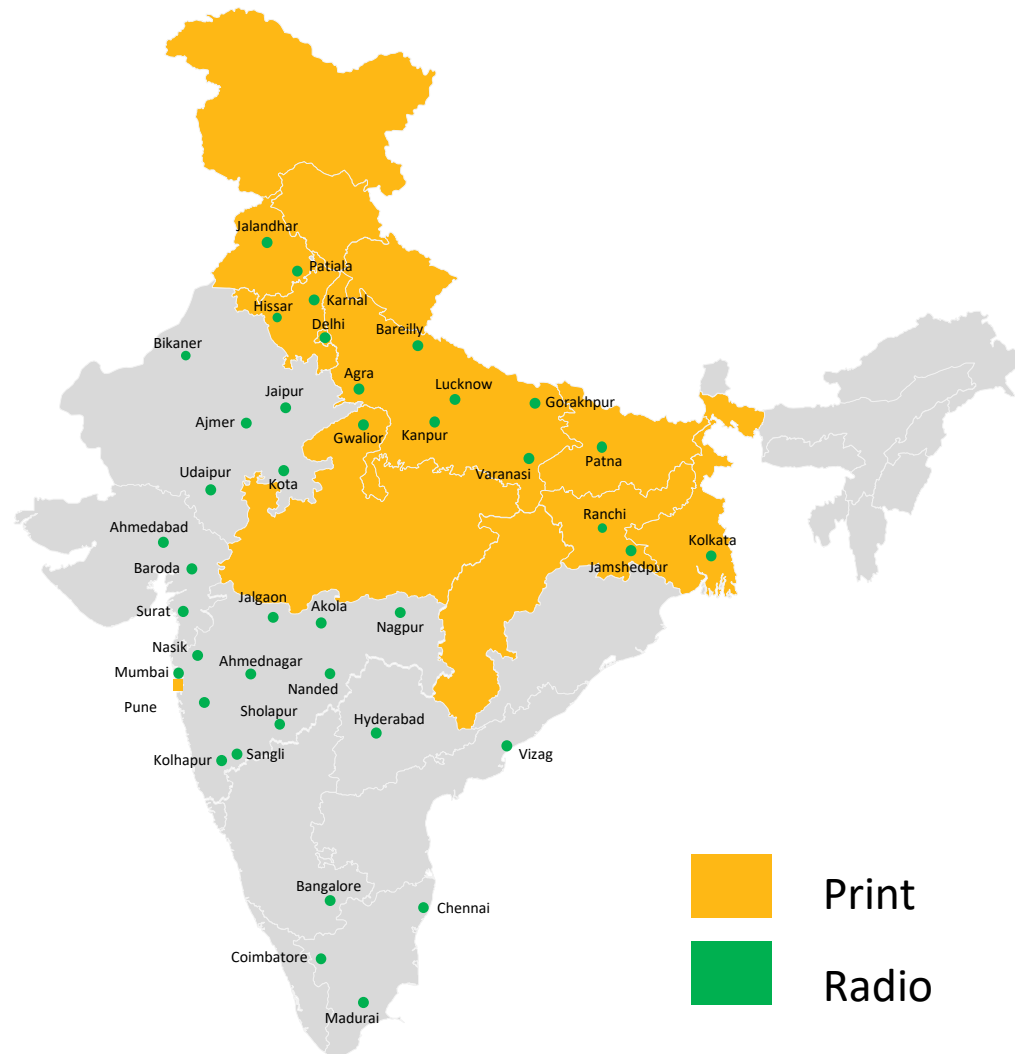 Jalandhar
Patiala
Karnal
Hissar
Delhi
Bareilly
Bikaner
Agra
Lucknow
Jaipur
Gorakhpur
Ajmer
Gwalior
Kanpur
Patna
Varanasi
Udaipur
Kota
Ranchi
Ahmedabad
Kolkata
Jamshedpur
Baroda
Jalgaon
Akola
Surat
Nagpur
Nasik
Ahmednagar
Mumbai
Nanded
Pune
Sholapur
Hyderabad
Sangli
Vizag
Kolhapur
Bangalore
Chennai
Print
Coimbatore
Radio
Madurai